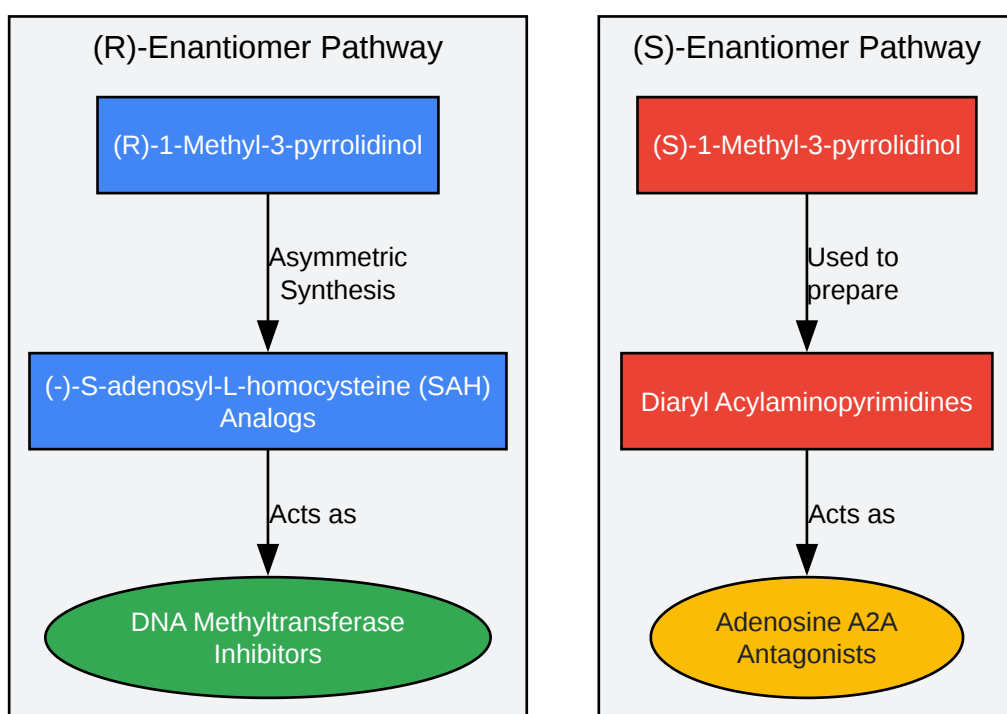 (R)-Enantiomer Pathway
(R)-1-Methyl-3-pyrrolidinol
Asymmetric
Synthesis
(-)-S-adenosyl-L-homocysteine (SAH)
Analogs
Acts as
DNA Methyltransferase
Inhibitors
(S)-Enantiomer Pathway
(S)-1-Methyl-3-pyrrolidinol
Used to
prepare
Diaryl Acylaminopyrimidines
Acts as
Adenosine A2A
Antagonists